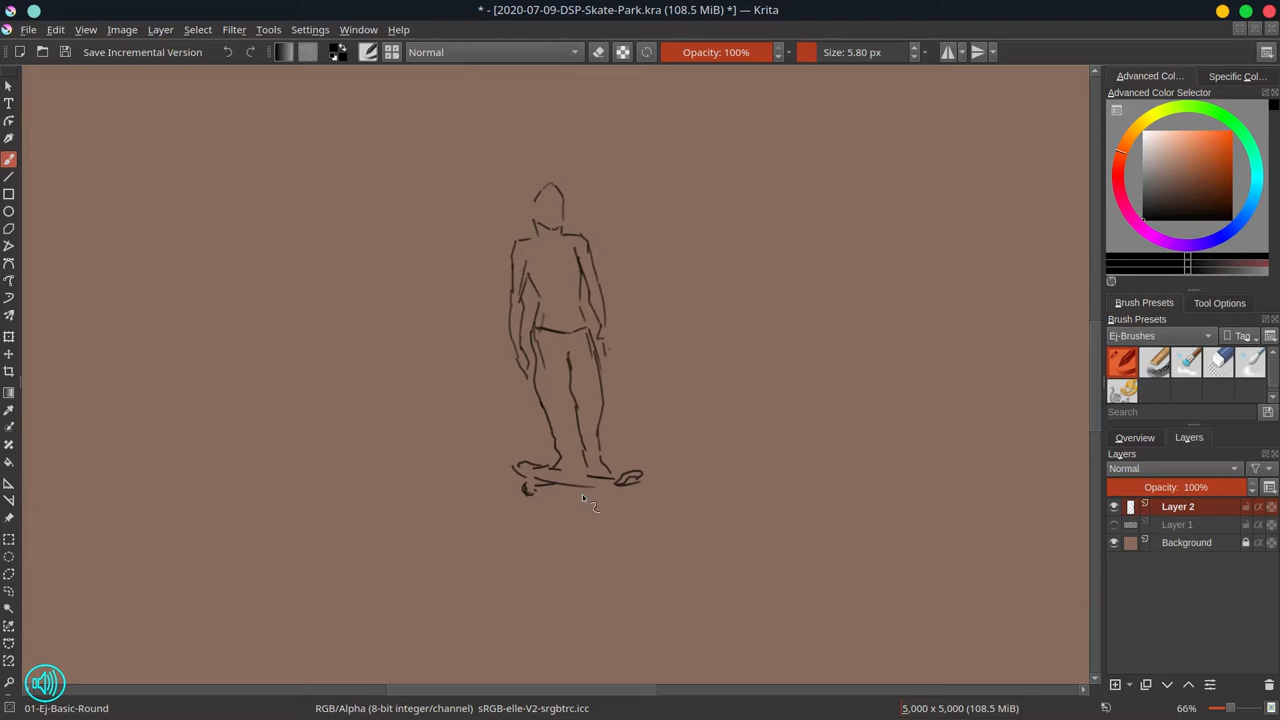 * - [2020-07-09-DSP-Skate-Park.kra (108.5 MiB) *] — Krita
File Edit View Image Layer Select Filter Tools Settings Window Help
Save Incremental Version Normal Opacity: 100% Size: 5.80 px
Advanced Col... Specific Col...
Advanced Color Selector
Brush Presets Tool Options
Brush Presets
Ej-Brushes Tag
Search
Overview Layers
Layers
Normal
Opacity: 100%
Layer 2
Layer 1
Background
01-Ej-Basic-Round RGB/Alpha (8-bit integer/channel) sRGB-elle-V2-srgbtrc.icc 5,000 x 5,000 (108.5 MiB) 66%